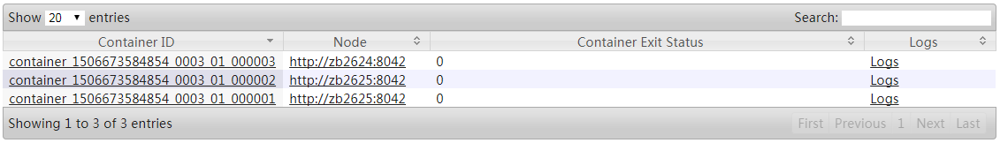 Show 20 entries Search:
Container ID Node Container Exit Status Logs
container_1506673584854_0003_01_000003 http://zb2624:8042 0 Logs
container_1506673584854_0003_01_000002 http://zb2625:8042 0 Logs
container_1506673584854_0003_01_000001 http://zb2625:8042 0 Logs
Showing 1 to 3 of 3 entries First Previous 1 Next Last